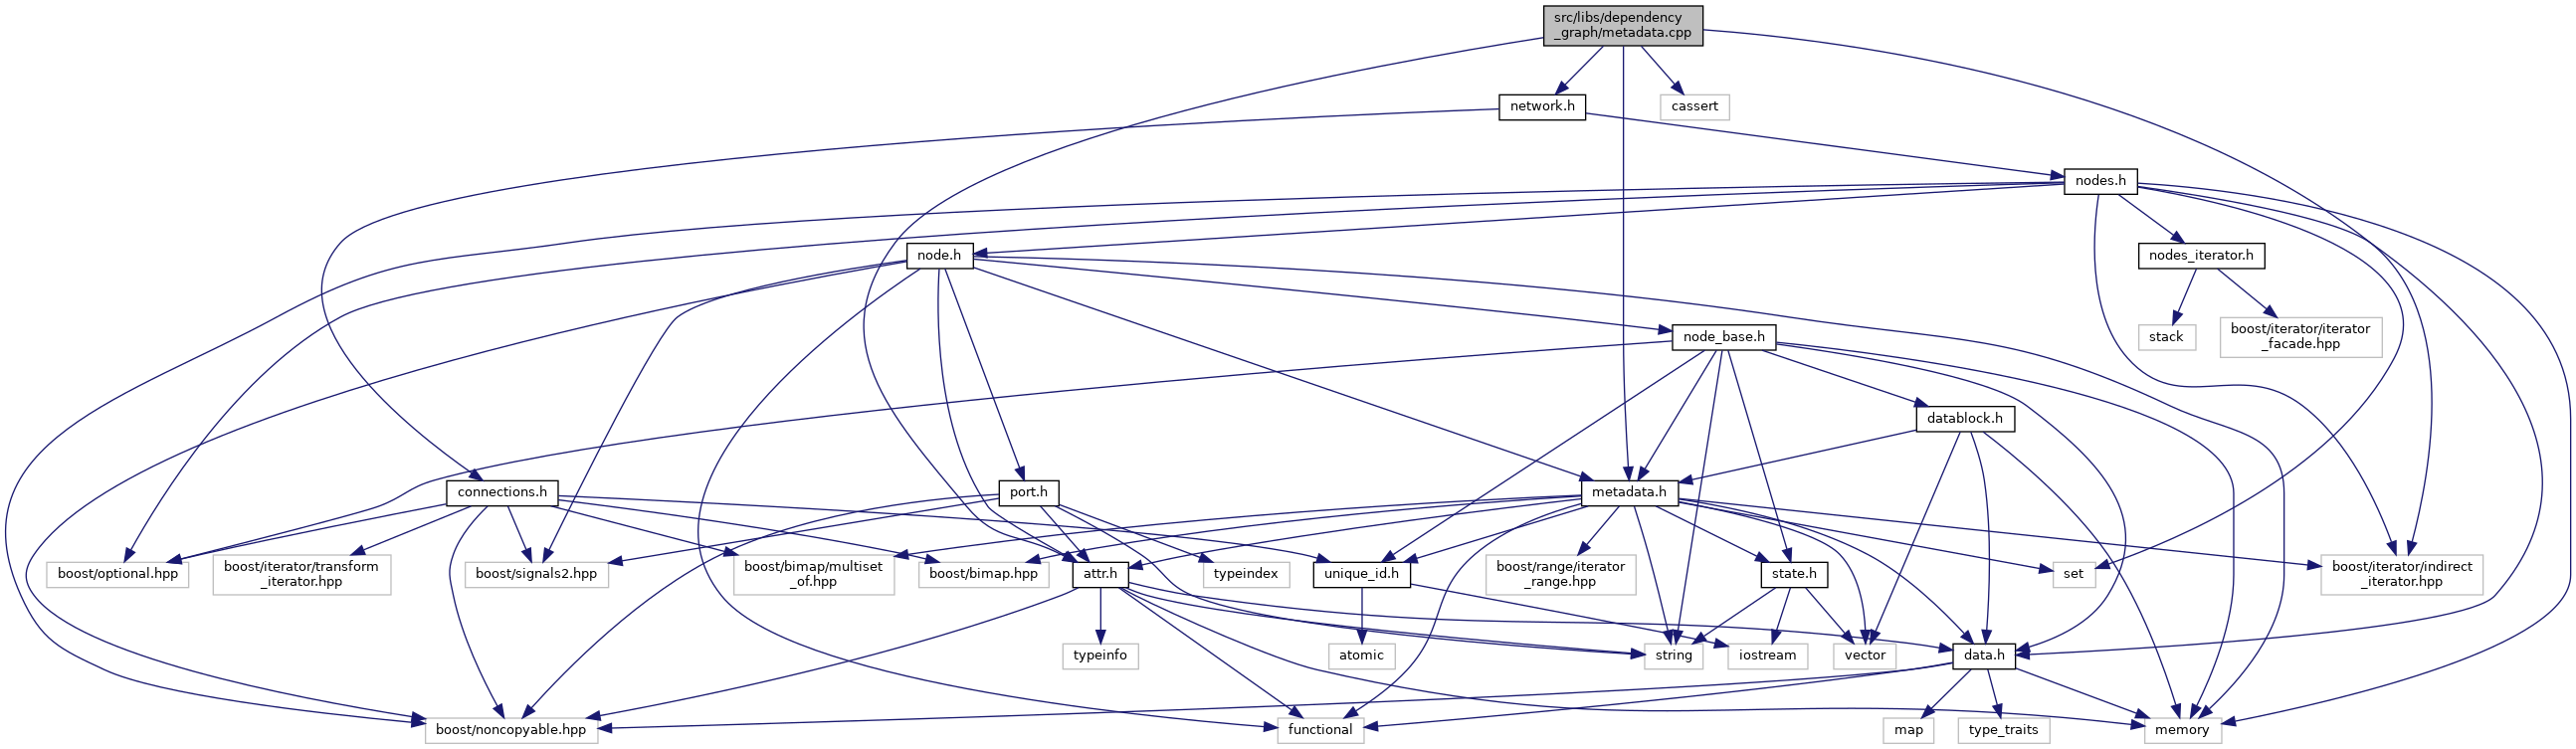 src/libs/dependency
_graph/metadata.cpp
network.h
cassert
nodes.h
node.h
nodes_iterator.h
node_base.h
stack
boost/iterator/iterator
_facade.hpp
datablock.h
connections.h
port.h
metadata.h
boost/optional.hpp
boost/iterator/transform
_iterator.hpp
boost/signals2.hpp
boost/bimap/multiset
_of.hpp
boost/bimap.hpp
attr.h
typeindex
unique_id.h
boost/range/iterator
_range.hpp
state.h
set
boost/iterator/indirect
_iterator.hpp
typeinfo
atomic
string
iostream
vector
data.h
boost/noncopyable.hpp
functional
map
type_traits
memory